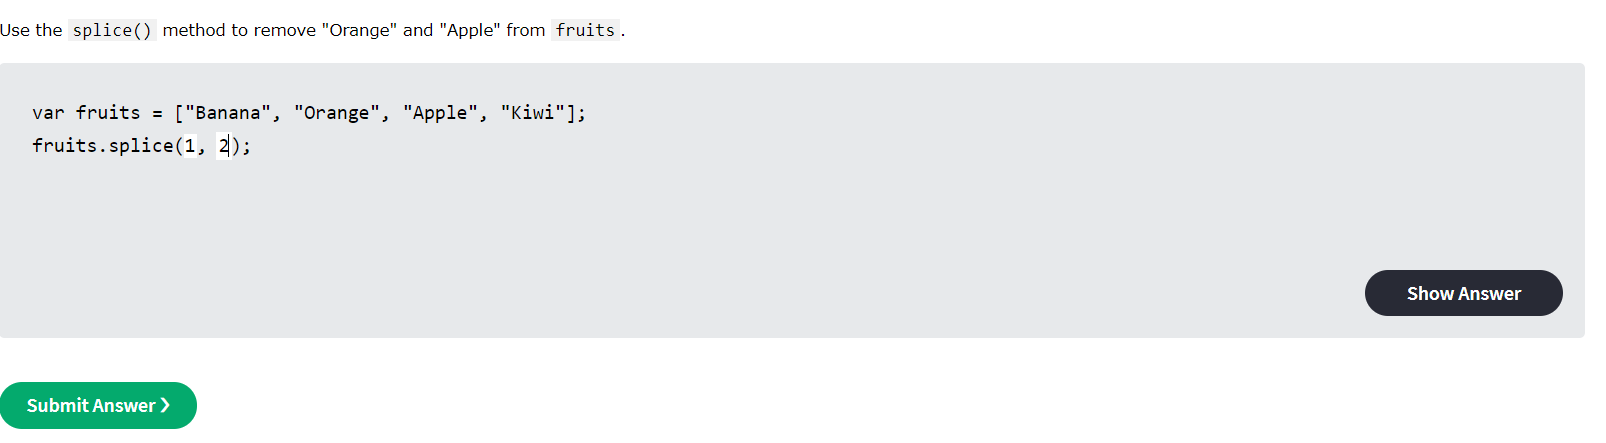 Use the splice() method to remove "Orange" and "Apple" from fruits.
var fruits = ["Banana", "Orange", "Apple", "Kiwi"];
fruits.splice(1, 2);
Show Answer
Submit Answer ❯